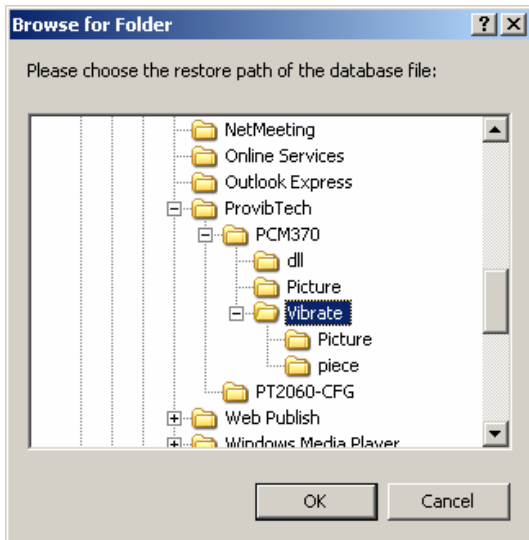 Browse for Folder
Please choose the restore path of the database file:
NetMeeting
Online Services
Outlook Express
ProvibTech
PCM370
dll
Picture
Vibrate
Picture
piece
PT2060-CFG
Web Publish
Windows Media Player
OK Cancel